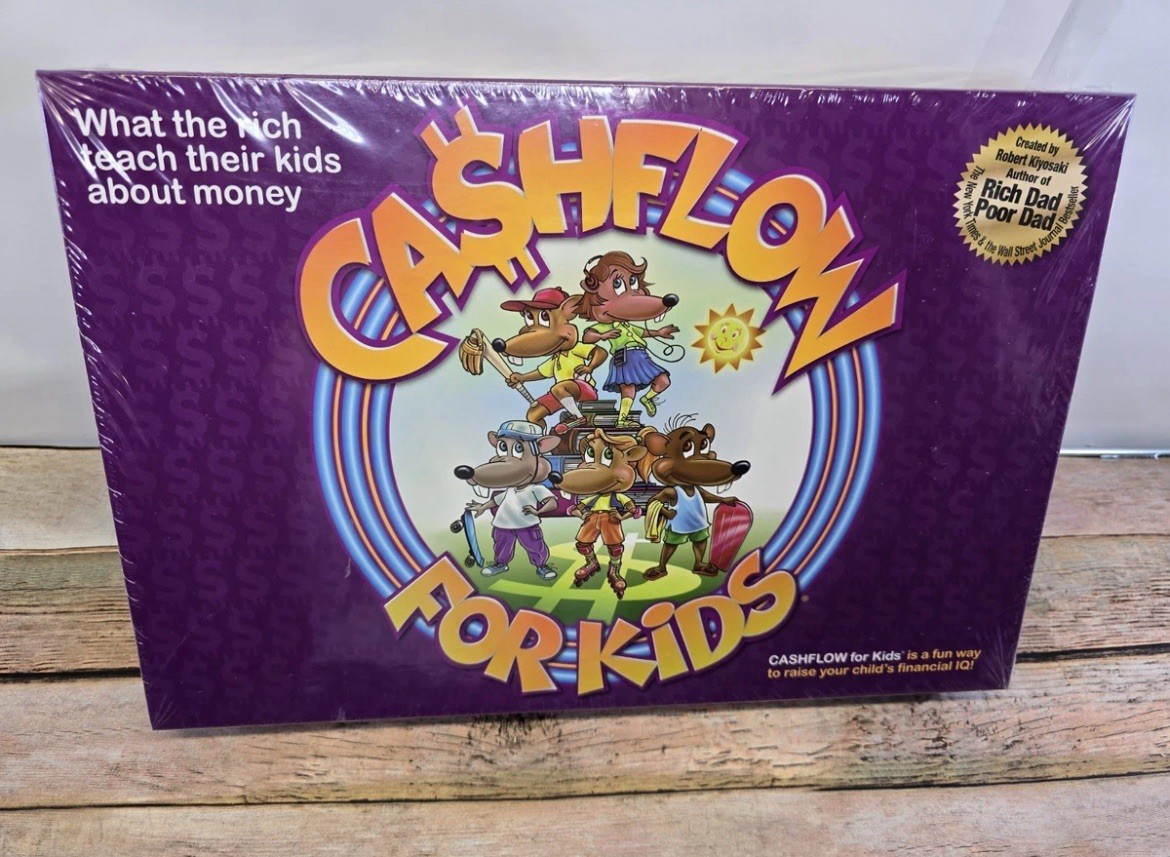 What the rich
teach their kids
about money
CA$HFLOW
FOR KiDS
Created by
Robert Kiyosaki
Author of
Rich Dad
Poor Dad
The New York Times & the Wall Street Journal Bestseller
CASHFLOW for Kids® is a fun way
to raise your child's financial IQ!